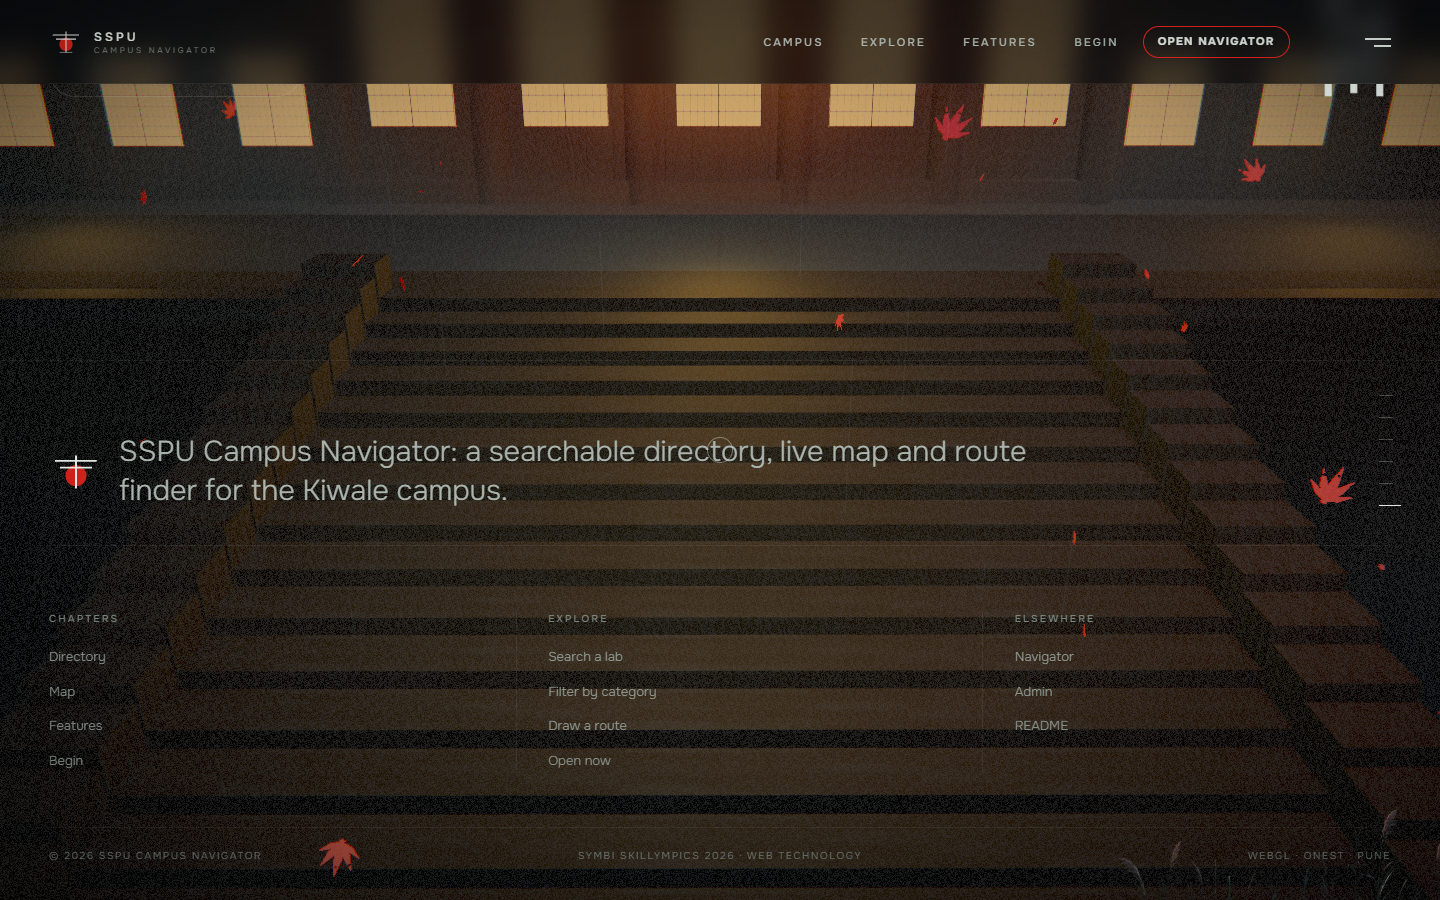 SSPU
CAMPUS NAVIGATOR
CAMPUS
EXPLORE
FEATURES
BEGIN
OPEN NAVIGATOR
SSPU Campus Navigator: a searchable directory, live map and route
finder for the Kiwale campus.
CHAPTERS
Directory
Map
Features
Begin
EXPLORE
Search a lab
Filter by category
Draw a route
Open now
ELSEWHERE
Navigator
Admin
README
© 2026 SSPU CAMPUS NAVIGATOR
SYMBI SKILLYMPICS 2026 · WEB TECHNOLOGY
WEBGL · ONEST · PUNE